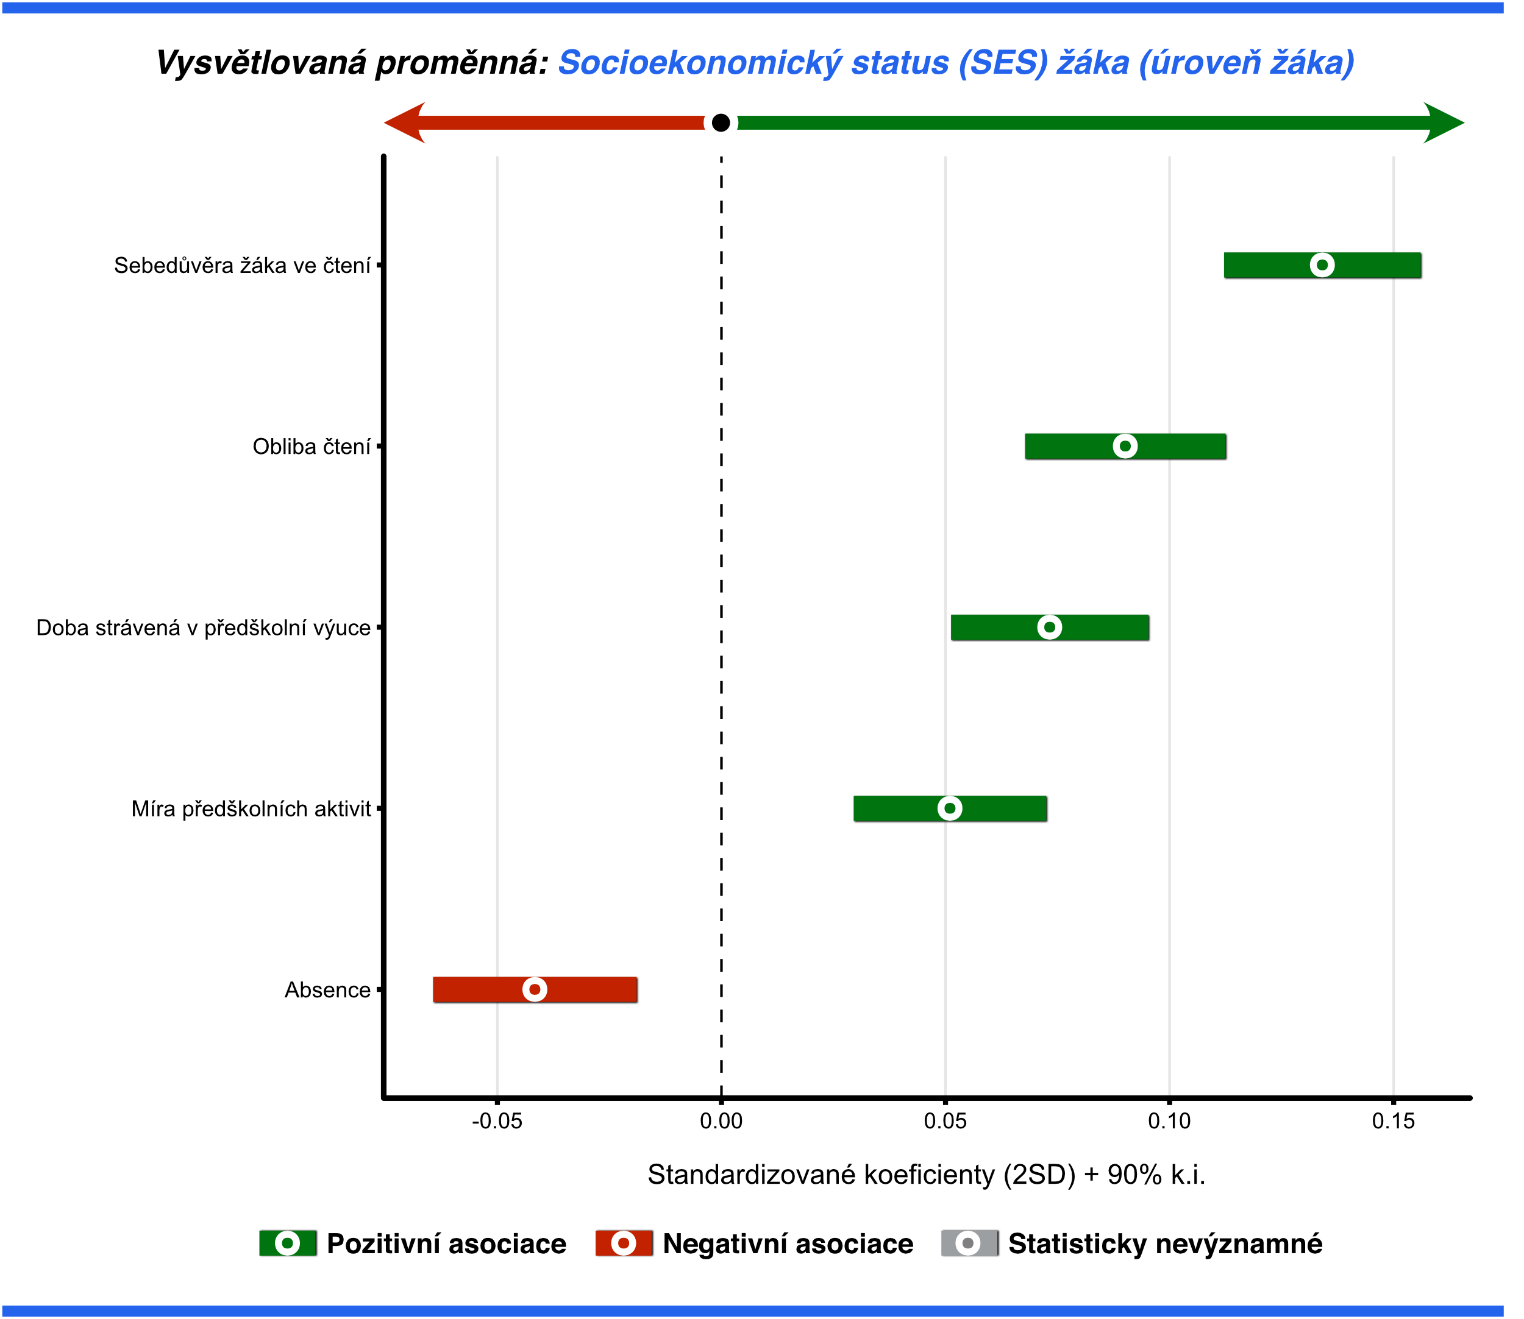 Vysvětlovaná proměnná: Socioekonomický status (SES) žáka (úroveň žáka)
Sebedůvěra žáka ve čtení
Obliba čtení
Doba strávená v předškolní výuce
Míra předškolních aktivit
Absence
-0.05 0.00 0.05 0.10 0.15
Standardizované koeficienty (2SD) + 90% k.i.
Pozitivní asociace Negativní asociace Statisticky nevýznamné